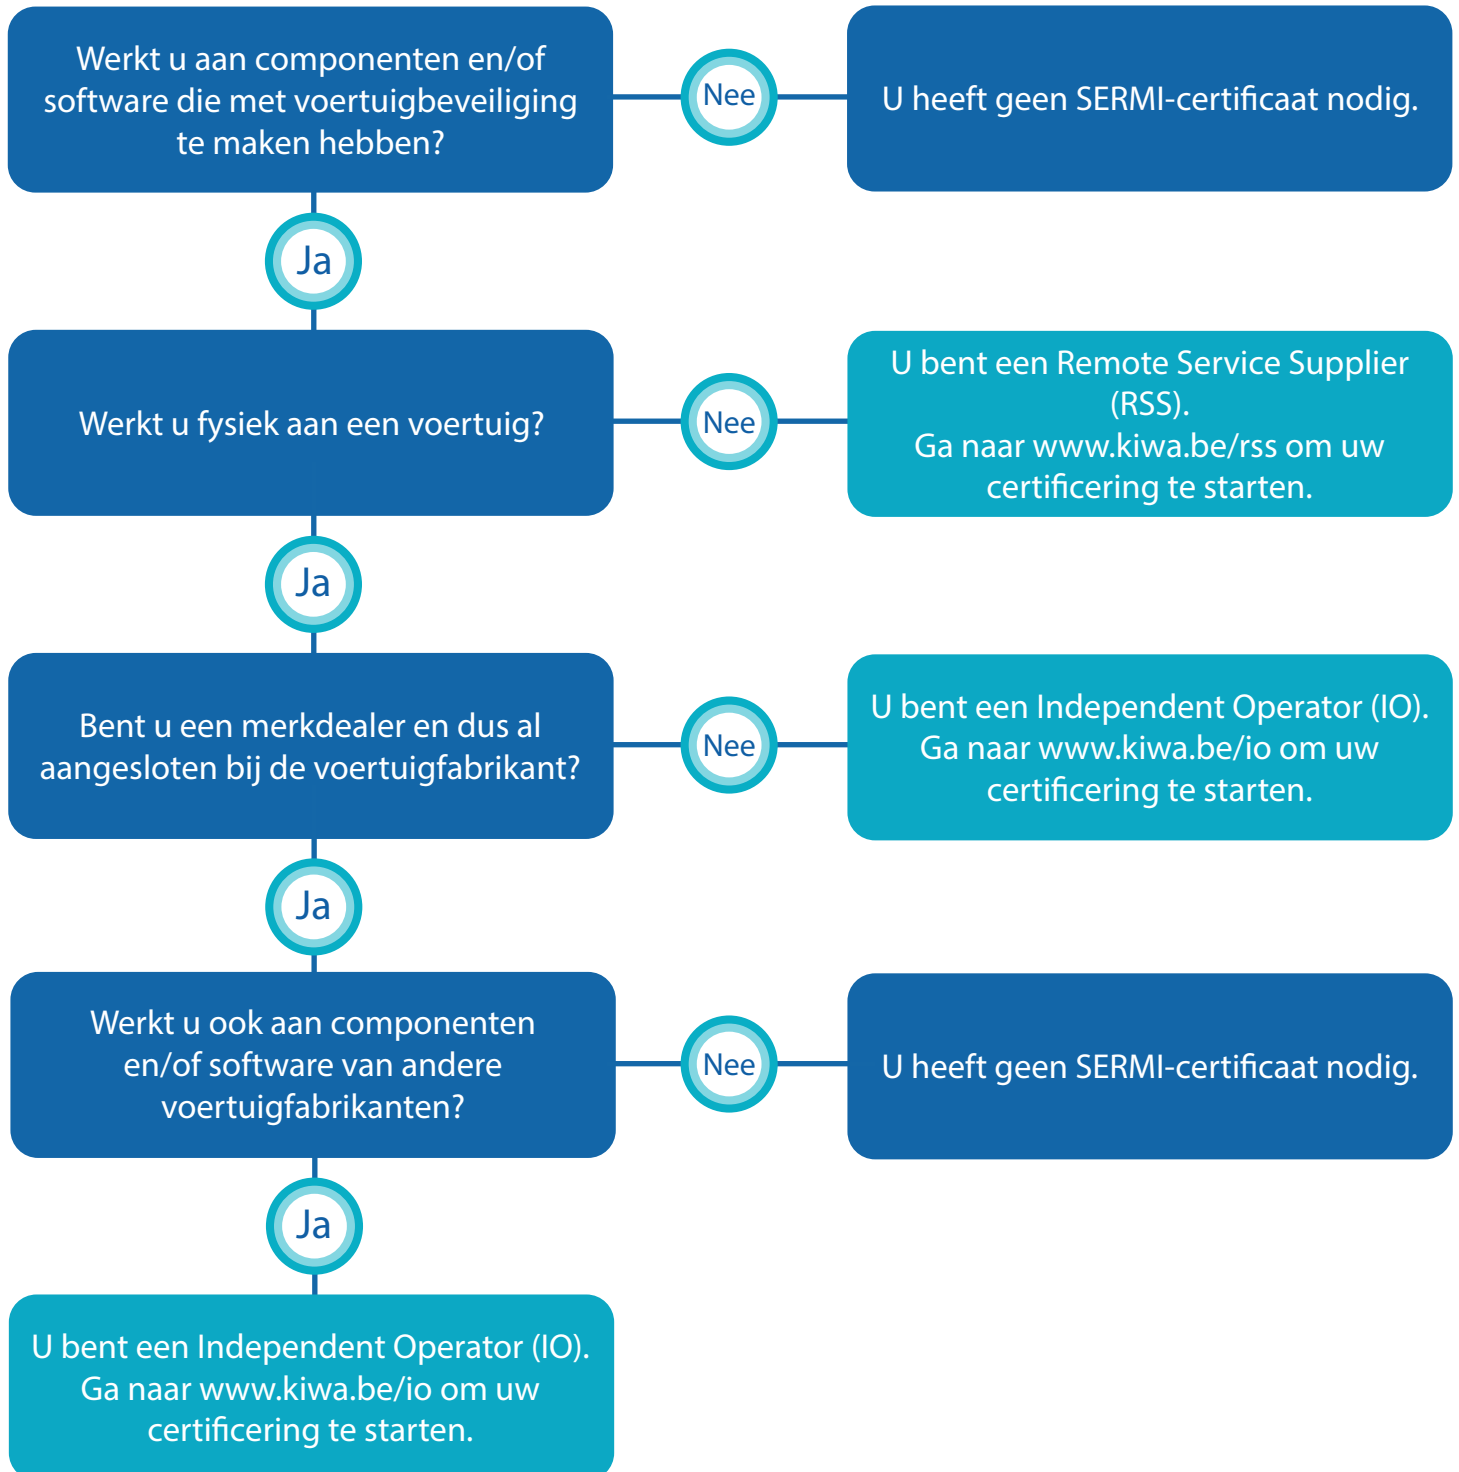 Werkt u aan componenten en/of
software die met voertuigbeveiliging
te maken hebben?
Nee
U heeft geen SERMI-certificaat nodig.
Ja
Werkt u fysiek aan een voertuig?
Nee
U bent een Remote Service Supplier
(RSS).
Ga naar www.kiwa.be/rss om uw
certificering te starten.
Ja
Bent u een merkdealer en dus al
aangesloten bij de voertuigfabrikant?
Nee
U bent een Independent Operator (IO).
Ga naar www.kiwa.be/io om uw
certificering te starten.
Ja
Werkt u ook aan componenten
en/of software van andere
voertuigfabrikanten?
Nee
U heeft geen SERMI-certificaat nodig.
Ja
U bent een Independent Operator (IO).
Ga naar www.kiwa.be/io om uw
certificering te starten.